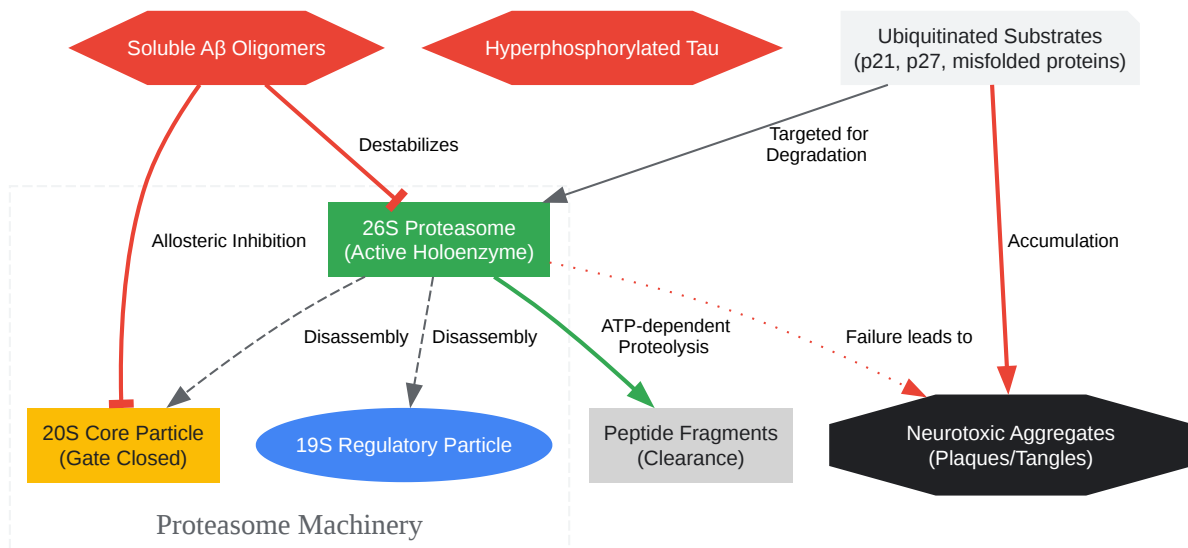 Soluble Aβ Oligomers
Hyperphosphorylated Tau
Ubiquitinated Substrates
(p21, p27, misfolded proteins)
Destabilizes
Targeted for
Degradation
Allosteric Inhibition
26S Proteasome
(Active Holoenzyme)
Accumulation
Disassembly
Disassembly
ATP-dependent
Proteolysis
Failure leads to
20S Core Particle
(Gate Closed)
19S Regulatory Particle
Peptide Fragments
(Clearance)
Neurotoxic Aggregates
(Plaques/Tangles)
Proteasome Machinery